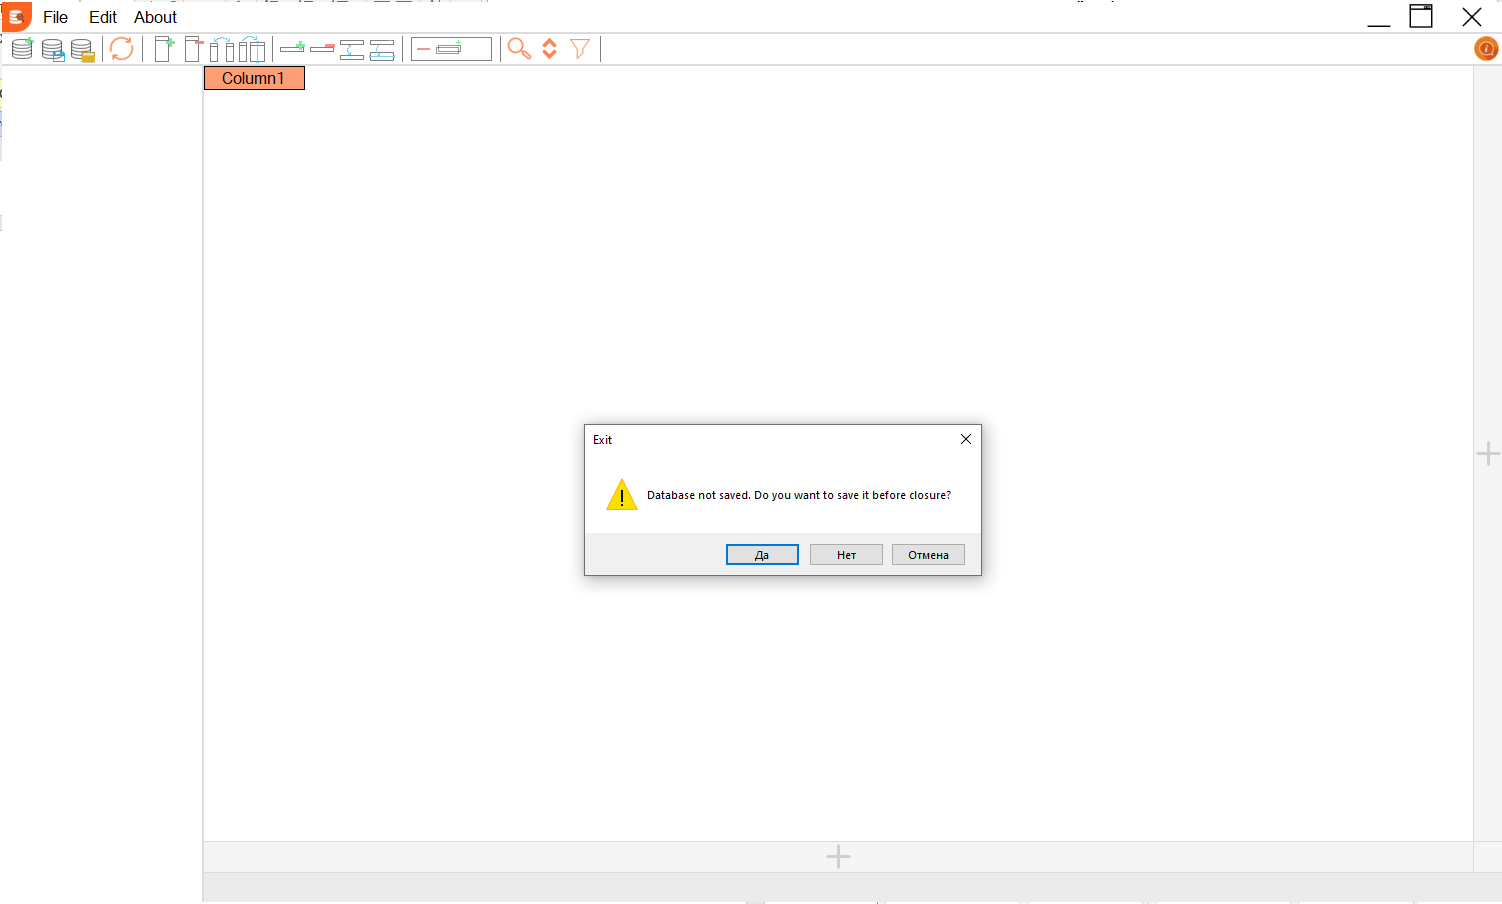 File Edit About
Column1
Exit
Database not saved. Do you want to save it before closure?
Да Нет Отмена